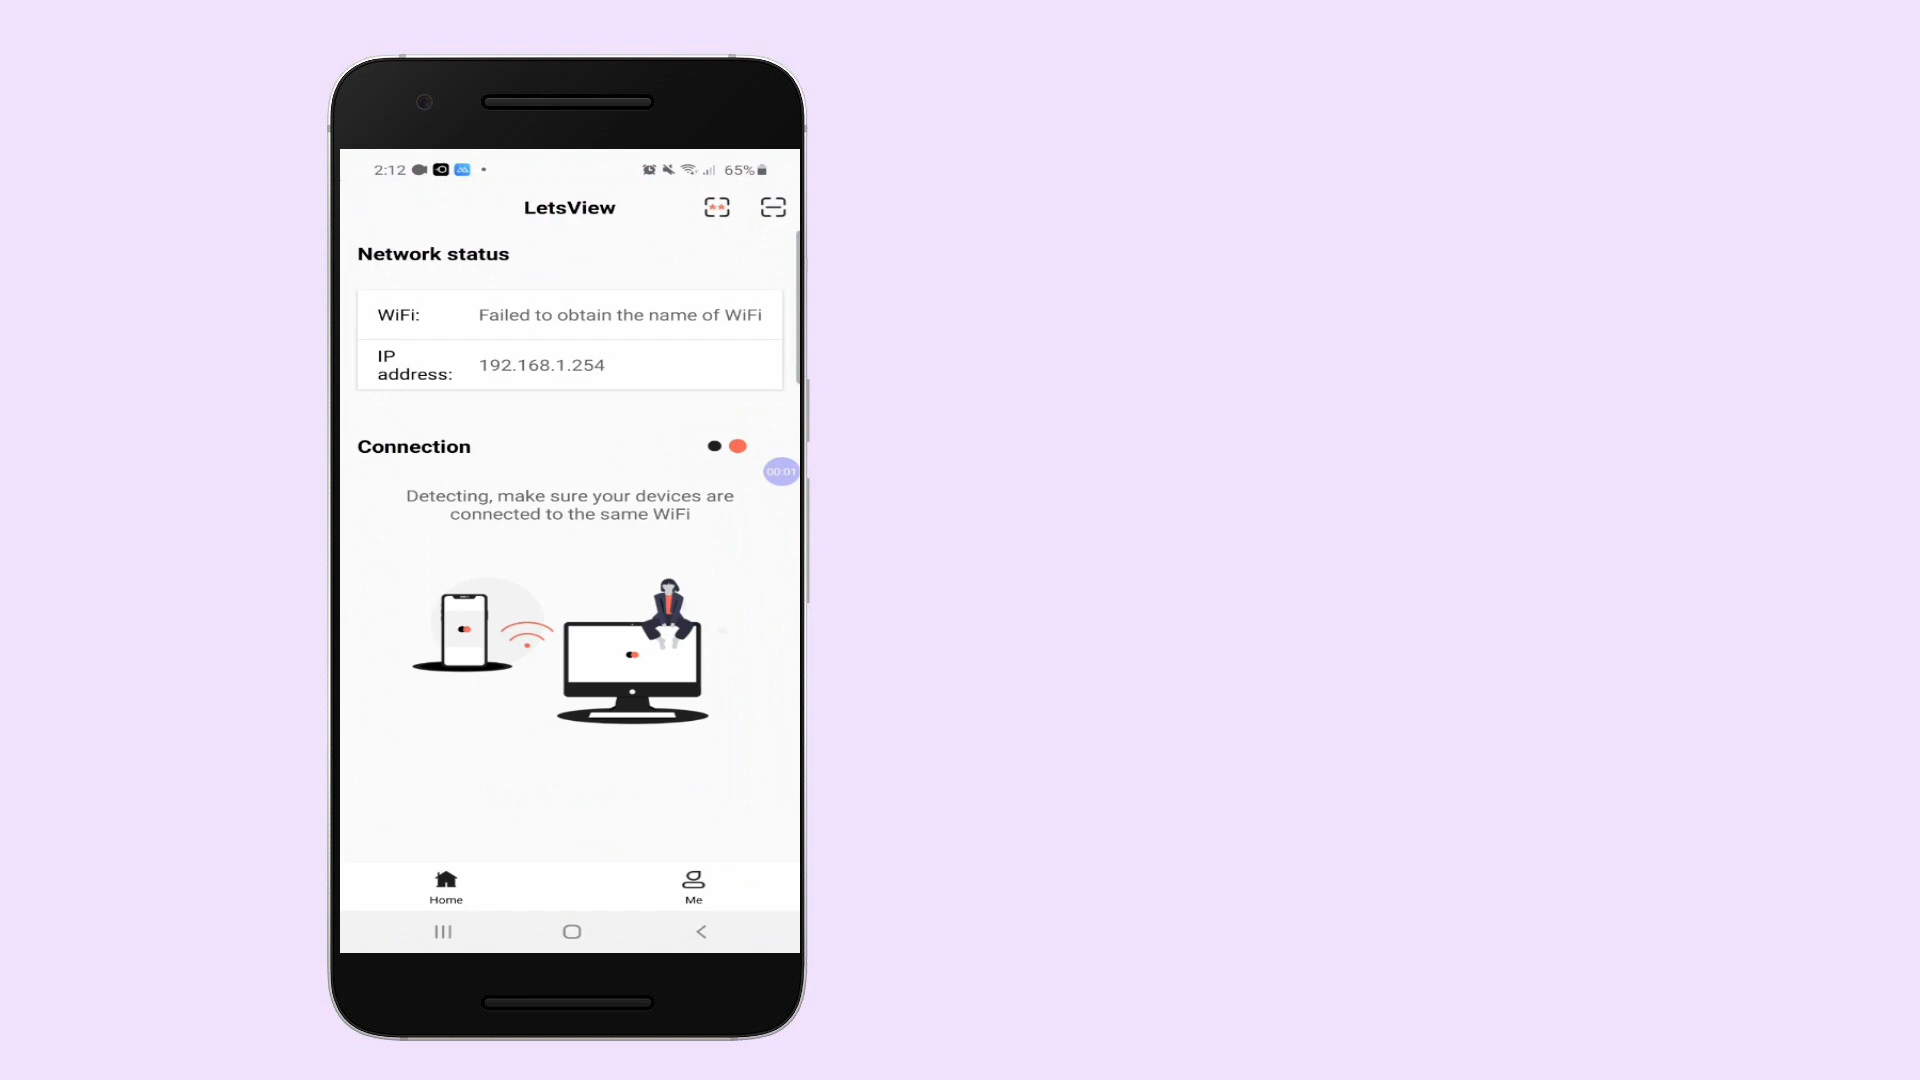 2:12
65%
LetsView
**
Network status
WiFi: Failed to obtain the name of WiFi
IP address: 192.168.1.254
Connection
00:01
Detecting, make sure your devices are
connected to the same WiFi
Home
Me